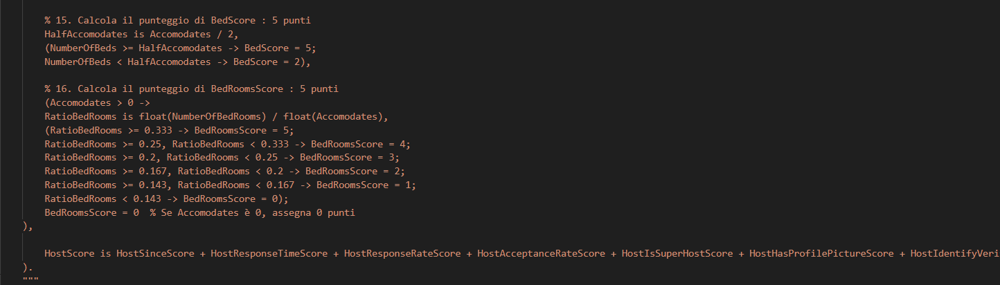 % 15. Calcola il punteggio di BedScore : 5 punti
HalfAccomodates is Accomodates / 2,
(NumberOfBeds >= HalfAccomodates -> BedScore = 5;
NumberOfBeds < HalfAccomodates -> BedScore = 2),
% 16. Calcola il punteggio di BedRoomsScore : 5 punti
(Accomodates > 0 ->
RatioBedRooms is float(NumberOfBedRooms) / float(Accomodates),
(RatioBedRooms >= 0.333 -> BedRoomsScore = 5;
RatioBedRooms >= 0.25, RatioBedRooms < 0.333 -> BedRoomsScore = 4;
RatioBedRooms >= 0.2, RatioBedRooms < 0.25 -> BedRoomsScore = 3;
RatioBedRooms >= 0.167, RatioBedRooms < 0.2 -> BedRoomsScore = 2;
RatioBedRooms >= 0.143, RatioBedRooms < 0.167 -> BedRoomsScore = 1;
RatioBedRooms < 0.143 -> BedRoomsScore = 0);
BedRoomsScore = 0  % Se Accomodates è 0, assegna 0 punti
),
HostScore is HostSinceScore + HostResponseTimeScore + HostResponseRateScore + HostAcceptanceRateScore + HostIsSuperHostScore + HostHasProfilePictureScore + HostIdentifyVeri
).
"""